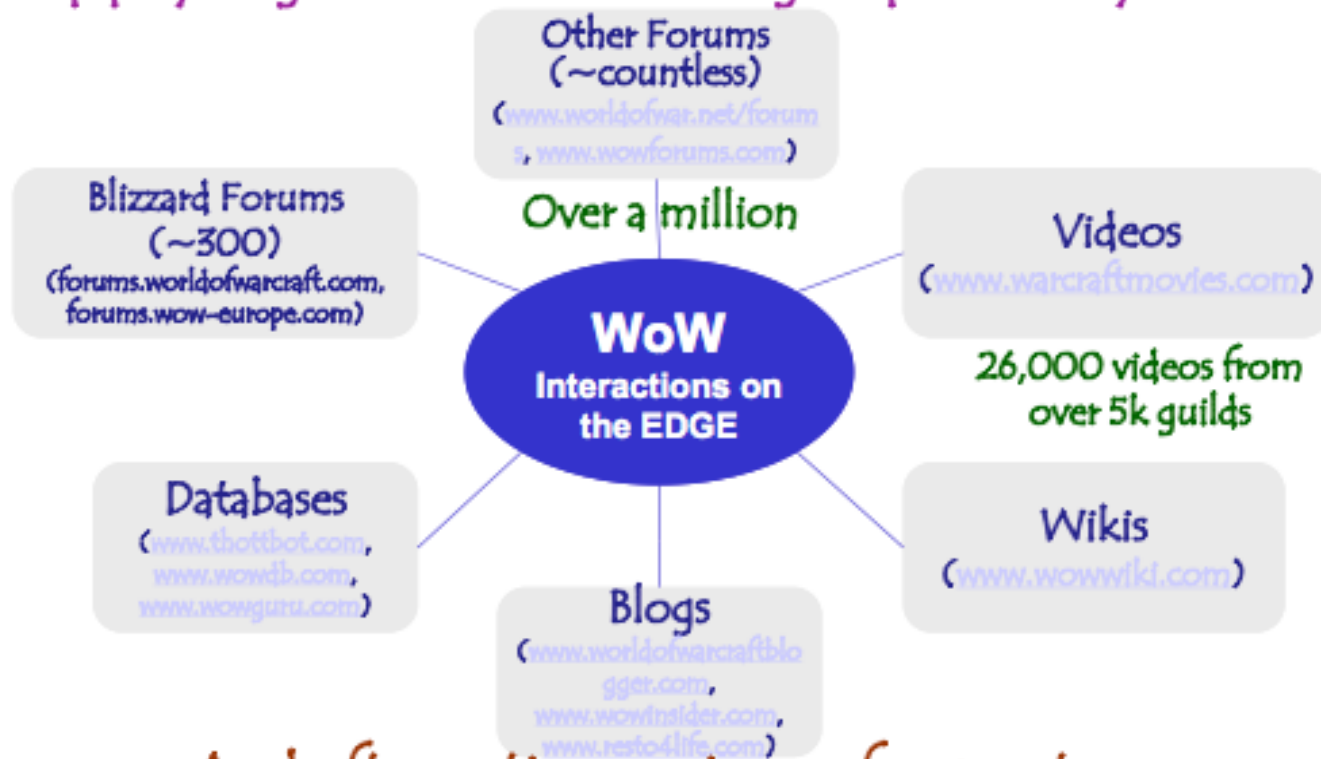 Other Forums
(~countless)
(www.worldofwar.net/forum
s, www.wowforums.com)
Blizzard Forums
(~300)
(forums.worldofwarcraft.com,
forums.wow-europe.com)
Over a million
Videos
(www.warcraftmovies.com)
26,000 videos from
over 5k guilds
WoW
Interactions on
the EDGE
Databases
(www.thottbot.com,
www.wowdb.com,
www.wowguru.com)
Wikis
(www.wowwiki.com)
Blogs
(www.worldofwarcraftblo
gger.com,
www.wowinsider.com,
www.resto4life.com)